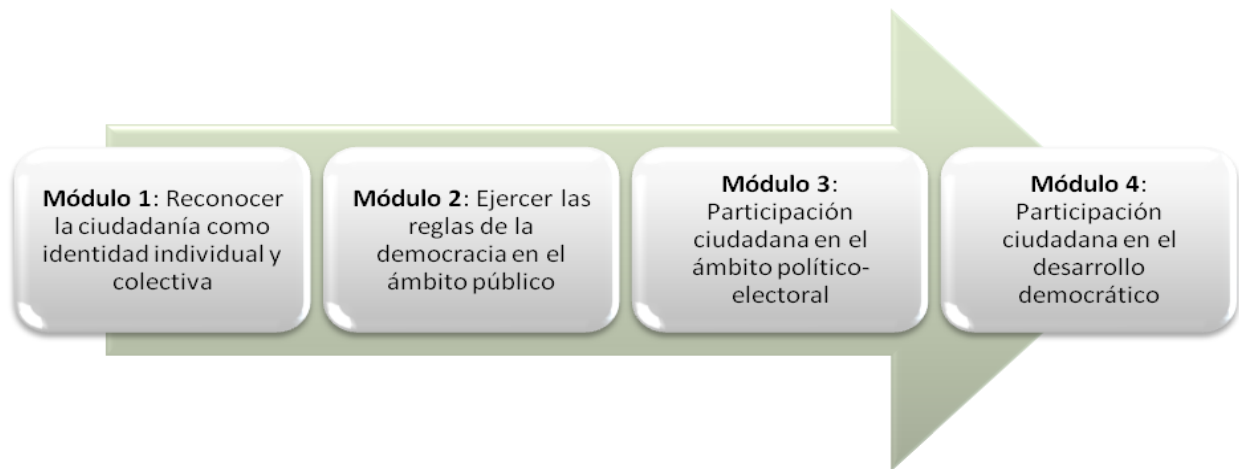 Módulo 1: Reconocer
la ciudadanía como
identidad individual y
colectiva
Módulo 2: Ejercer las
reglas de la
democracia en el
ámbito público
Módulo 3:
Participación
ciudadana en el
ámbito político-
electoral
Módulo 4:
Participación
ciudadana en el
desarrollo
democrático